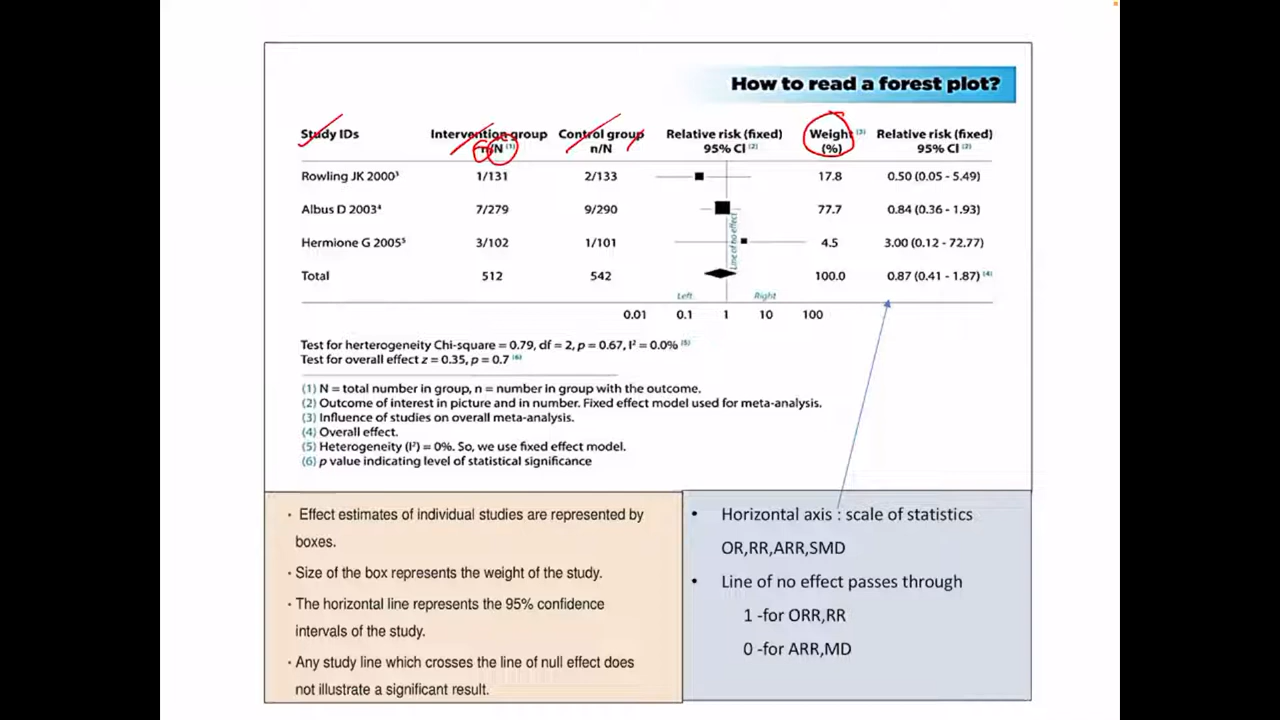 How to read a forest plot?
Study IDs Intervention group n/N (1) Control group n/N Relative risk (fixed) 95% CI (2) Weight (3) (%) Relative risk (fixed) 95% CI (2)
Rowling JK 2000³ 1/131 2/133 17.8 0.50 (0.05 - 5.49)
Albus D 2003⁴ 7/279 9/290 77.7 0.84 (0.36 - 1.93)
Hermione G 2005⁵ 3/102 1/101 4.5 3.00 (0.12 - 72.77)
Line of no effect
Total 512 542 100.0 0.87 (0.41 - 1.87) (4)
Left Right
0.01 0.1 1 10 100
Test for herterogeneity Chi-square = 0.79, df = 2, p = 0.67, I² = 0.0% (5)
Test for overall effect z = 0.35, p = 0.7 (6)
(1) N = total number in group, n = number in group with the outcome.
(2) Outcome of interest in picture and in number. Fixed effect model used for meta-analysis.
(3) Influence of studies on overall meta-analysis.
(4) Overall effect.
(5) Heterogeneity (I²) = 0%. So, we use fixed effect model.
(6) p value indicating level of statistical significance
· Effect estimates of individual studies are represented by
boxes.
· Size of the box represents the weight of the study.
· The horizontal line represents the 95% confidence
intervals of the study.
· Any study line which crosses the line of null effect does
not illustrate a significant result.
• Horizontal axis : scale of statistics
OR,RR,ARR,SMD
• Line of no effect passes through
1 -for ORR,RR
0 -for ARR,MD